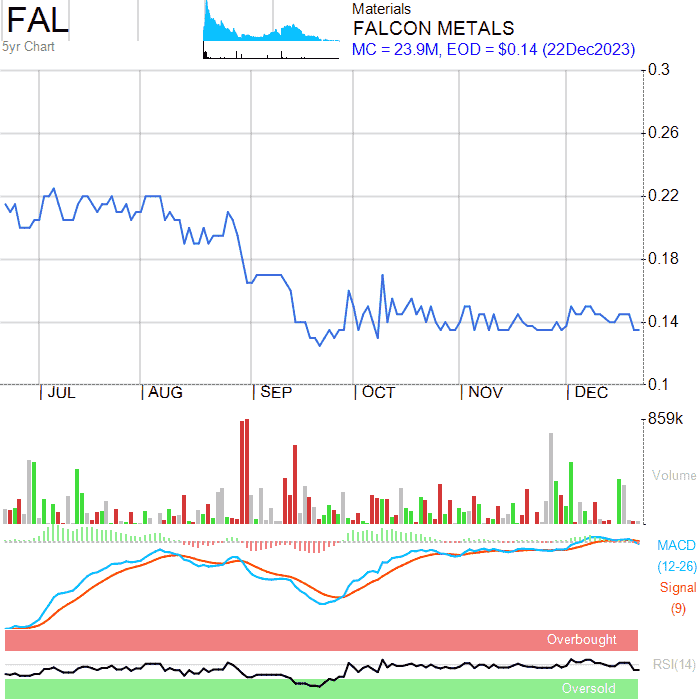 FAL
5yr Chart
Materials
FALCON METALS
MC = 23.9M, EOD = $0.14 (22Dec2023)
0.3
0.26
0.22
0.18
0.14
0.1
JUL AUG SEP OCT NOV DEC
859k
Volume
MACD
(12-26)
Signal
(9)
Overbought
RSI(14)
Oversold